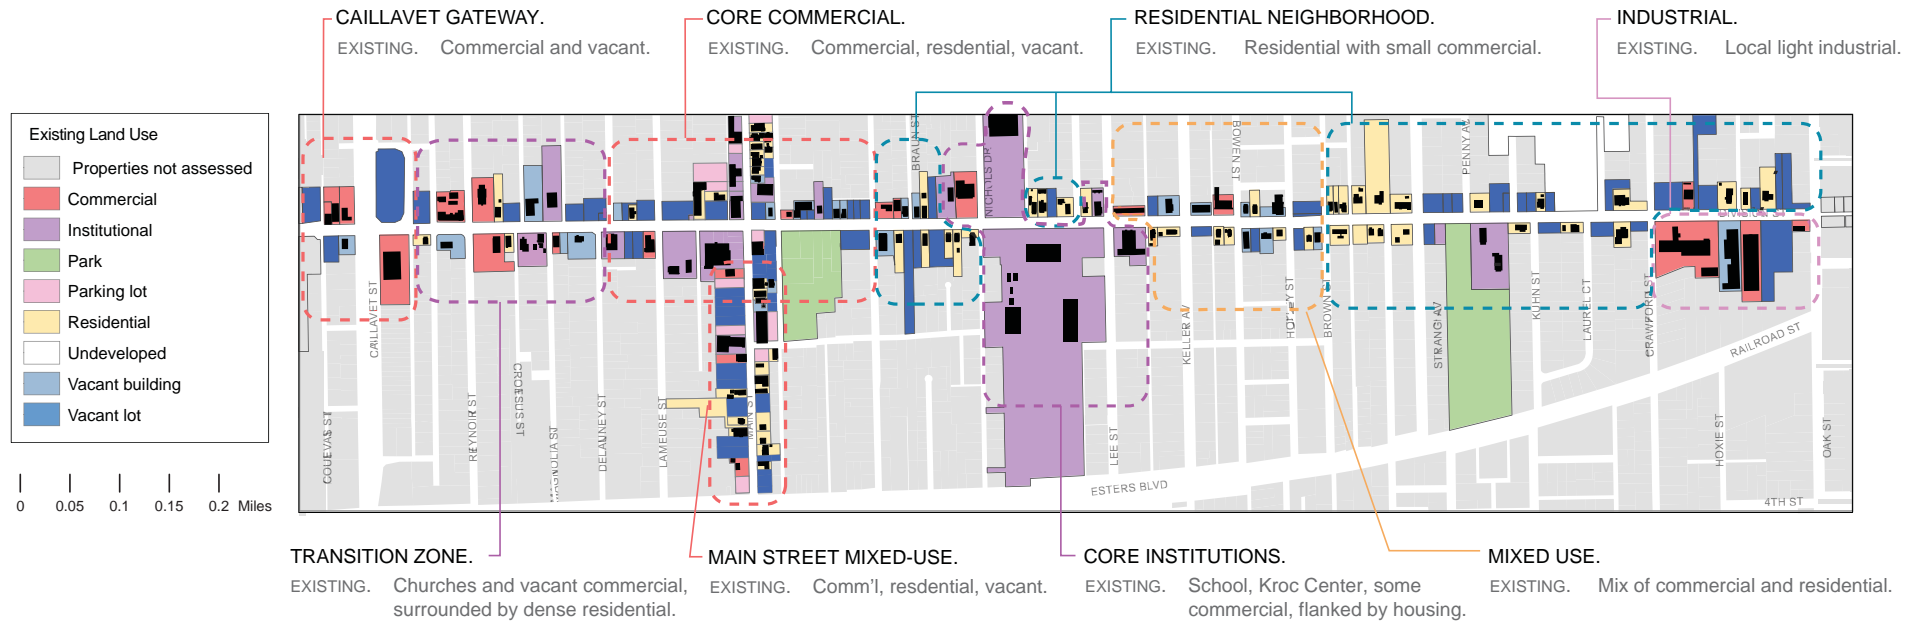 CAILLAVET GATEWAY.
EXISTING. Commercial and vacant.
CORE COMMERCIAL.
EXISTING. Commercial, resdential, vacant.
RESIDENTIAL NEIGHBORHOOD.
EXISTING. Residential with small commercial.
INDUSTRIAL.
EXISTING. Local light industrial.
Existing Land Use
Properties not assessed
Commercial
Institutional
Park
Parking lot
Residential
Undeveloped
Vacant building
Vacant lot
0 0.05 0.1 0.15 0.2 Miles
BRAUN ST
NICHOLS DR
BOWEN ST
PENNY AV
DIVISION ST
CAILLAVET ST
KELLER AV
BROWN ST
STRANGI AV
KUHN ST
LAUREL CT
CRAWFORD ST
RAILROAD ST
COUEVAS ST
REYNOIR ST
CROESUS ST
MAGNOLIA ST
DELAUNEY ST
LAMEUSE ST
MAIN ST
LEE ST
HOXIE ST
OAK ST
ESTERS BLVD
4TH ST
TRANSITION ZONE.
EXISTING. Churches and vacant commercial,
surrounded by dense residential.
MAIN STREET MIXED-USE.
EXISTING. Comm'l, resdential, vacant.
CORE INSTITUTIONS.
EXISTING. School, Kroc Center, some
commercial, flanked by housing.
MIXED USE.
EXISTING. Mix of commercial and residential.